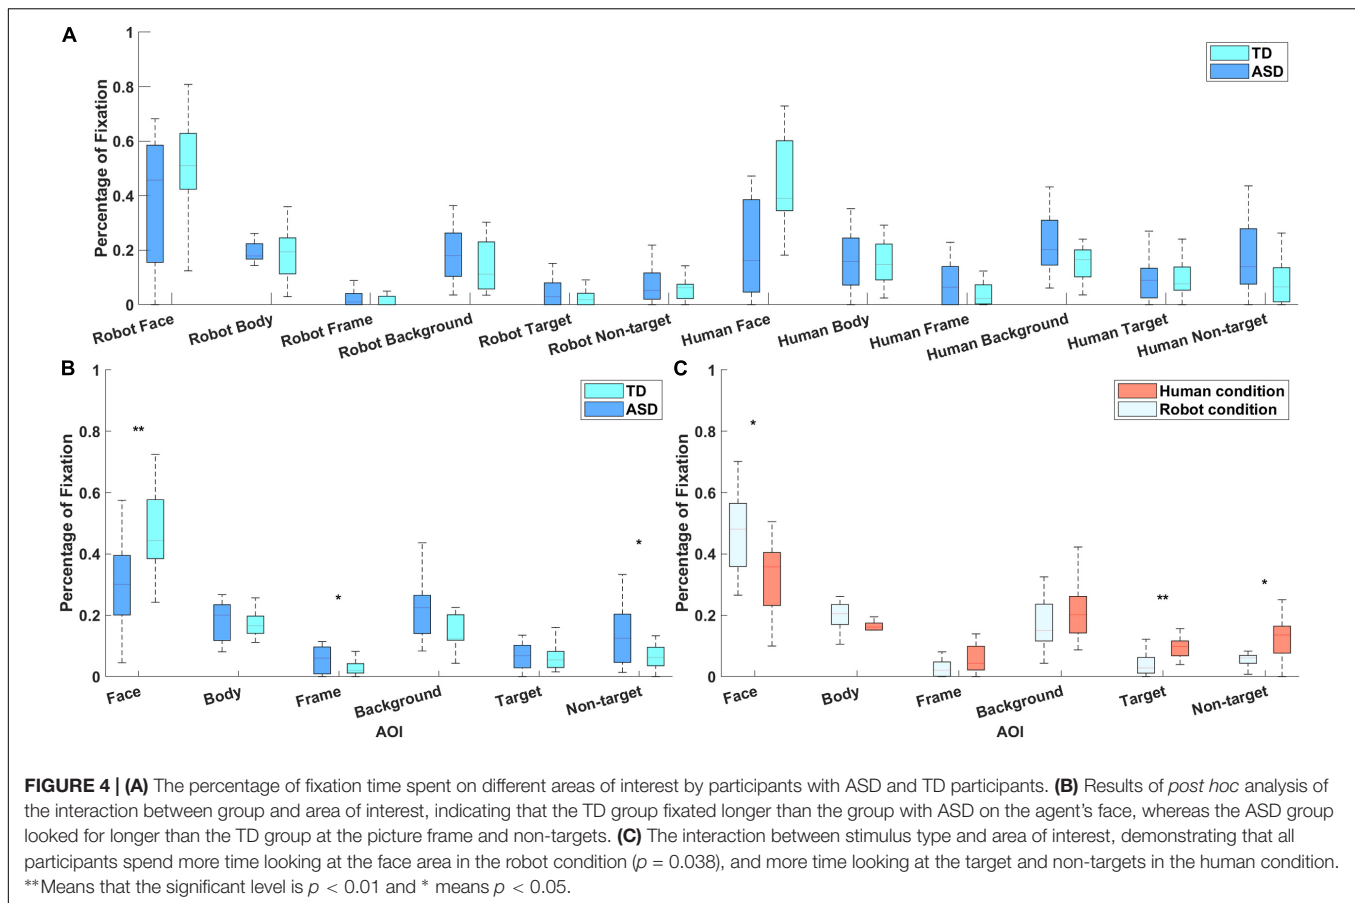 A
1
0.8
0.6
0.4
0.2
0
Percentage of Fixation
TD
ASD
Robot Face
Robot Body
Robot Frame
Robot Background
Robot Target
Robot Non-target
Human Face
Human Body
Human Frame
Human Background
Human Target
Human Non-target
B
1
0.8
0.6
0.4
0.2
0
Percentage of Fixation
TD
ASD
**
*
*
Face
Body
Frame
Background
Target
Non-target
AOI
C
1
0.8
0.6
0.4
0.2
0
Percentage of Fixation
Human condition
Robot condition
*
**
*
Face
Body
Frame
Background
Target
Non-target
AOI
FIGURE 4 | (A) The percentage of fixation time spent on different areas of interest by participants with ASD and TD participants. (B) Results of post hoc analysis of
the interaction between group and area of interest, indicating that the TD group fixated longer than the group with ASD on the agent's face, whereas the ASD group
looked for longer than the TD group at the picture frame and non-targets. (C) The interaction between stimulus type and area of interest, demonstrating that all
participants spend more time looking at the face area in the robot condition (p = 0.038), and more time looking at the target and non-targets in the human condition.
**Means that the significant level is p < 0.01 and * means p < 0.05.